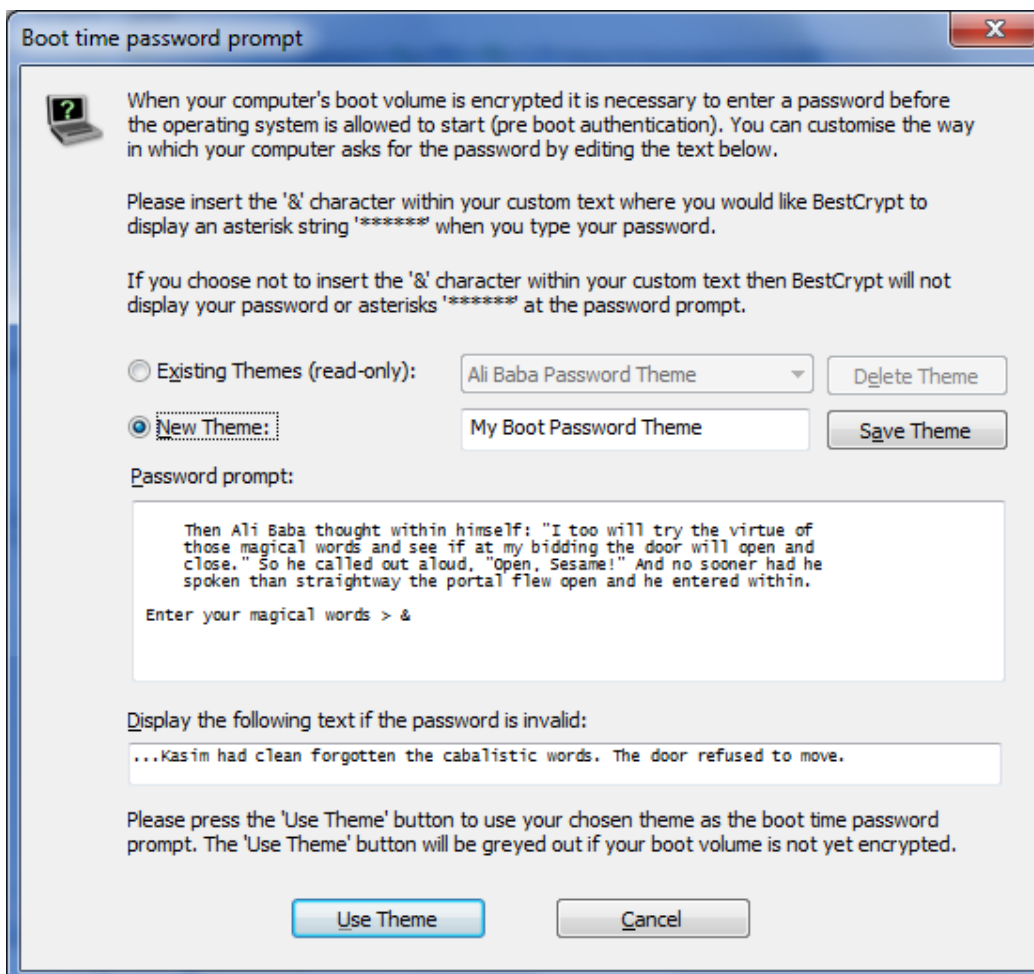 Boot time password prompt
x
?
When your computer's boot volume is encrypted it is necessary to enter a password before
the operating system is allowed to start (pre boot authentication). You can customise the way
in which your computer asks for the password by editing the text below.
Please insert the '&' character within your custom text where you would like BestCrypt to
display an asterisk string '******' when you type your password.
If you choose not to insert the '&' character within your custom text then BestCrypt will not
display your password or asterisks '******' at the password prompt.
Existing Themes (read-only): Ali Baba Password Theme Delete Theme
New Theme: My Boot Password Theme Save Theme
Password prompt:
Then Ali Baba thought within himself: "I too will try the virtue of
those magical words and see if at my bidding the door will open and
close." So he called out aloud, "Open, Sesame!" And no sooner had he
spoken than straightway the portal flew open and he entered within.
Enter your magical words > &
Display the following text if the password is invalid:
...Kasim had clean forgotten the cabalistic words. The door refused to move.
Please press the 'Use Theme' button to use your chosen theme as the boot time password
prompt. The 'Use Theme' button will be greyed out if your boot volume is not yet encrypted.
Use Theme Cancel